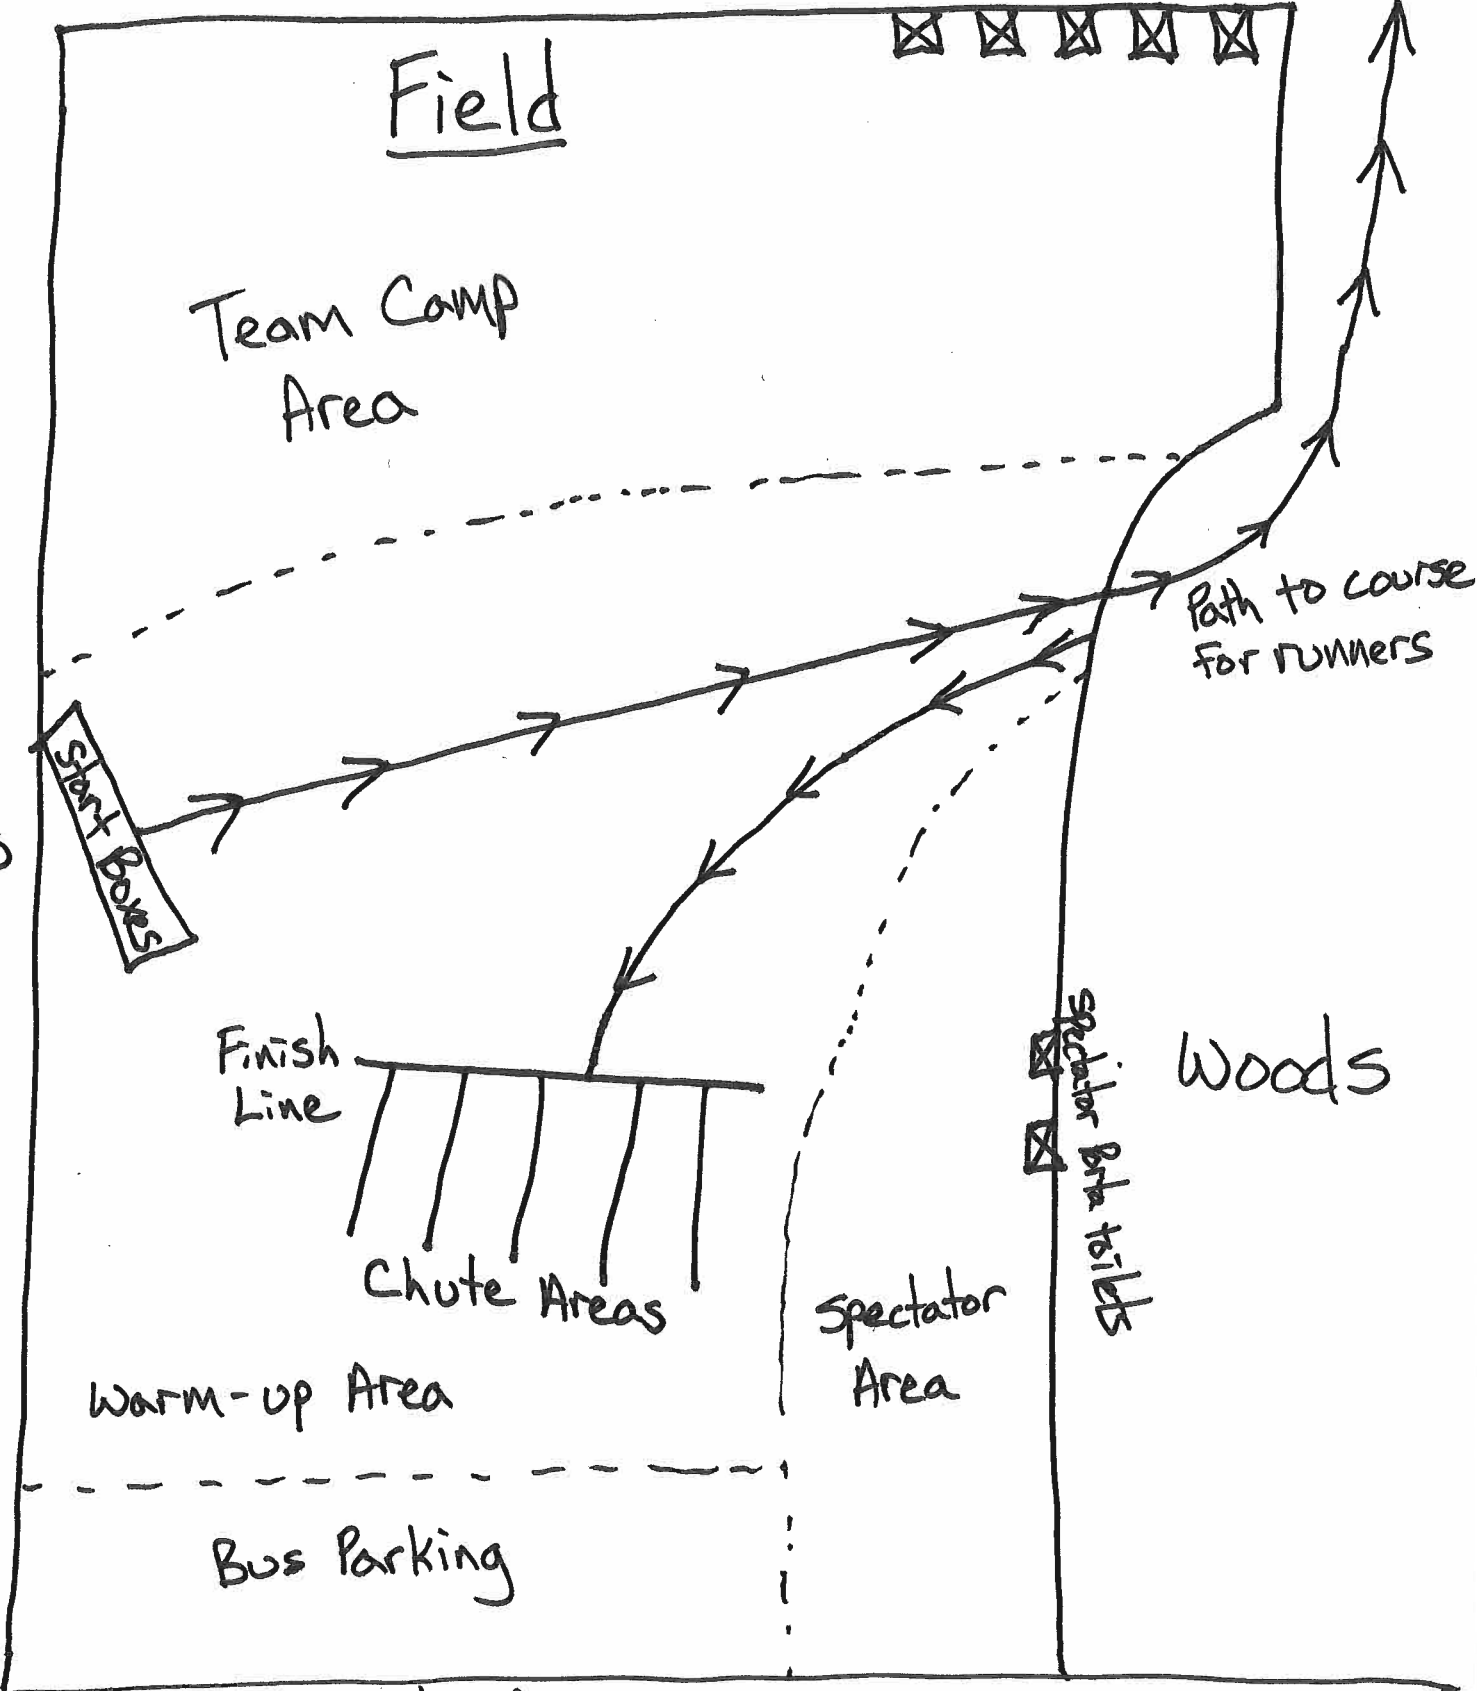 Field
Team Camp
Area
Path to course
for runners
Start Boxes
Finish
Line
Spectator Porta toilets
Woods
Chute Areas
Spectator
Area
Warm-up Area
Bus Parking